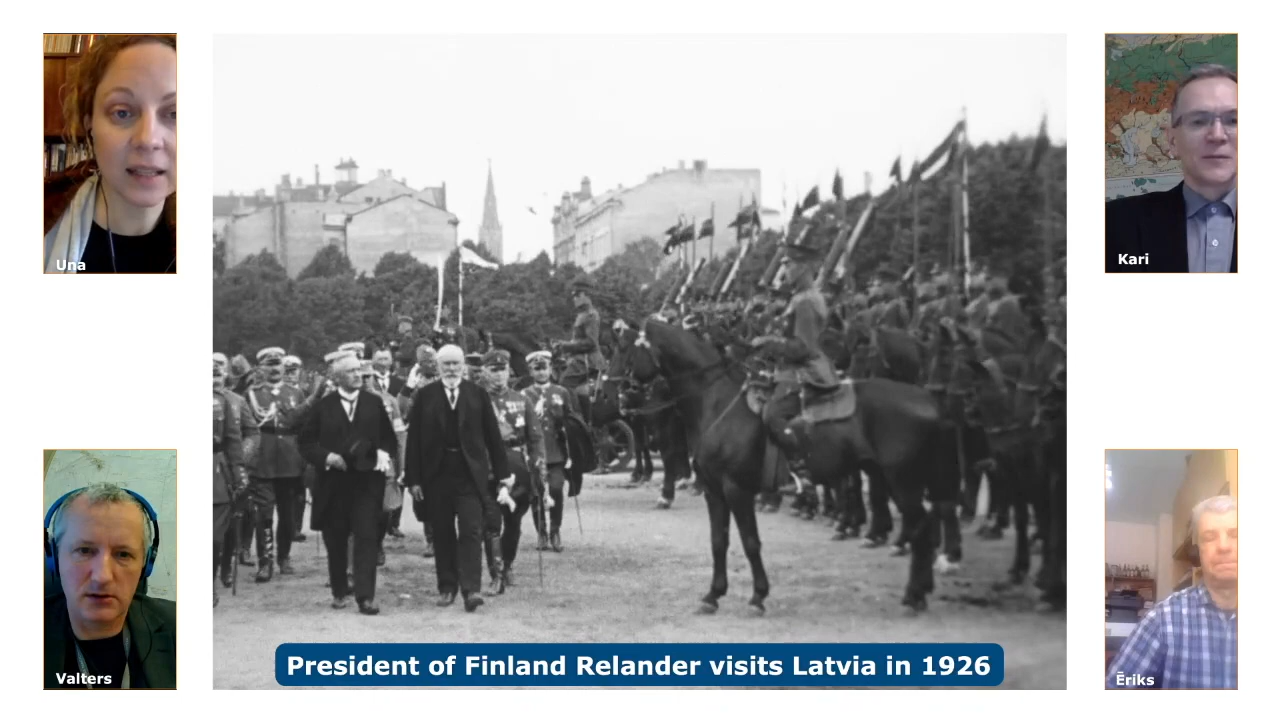 Una
Kari
Valters
Ēriks
President of Finland Relander visits Latvia in 1926